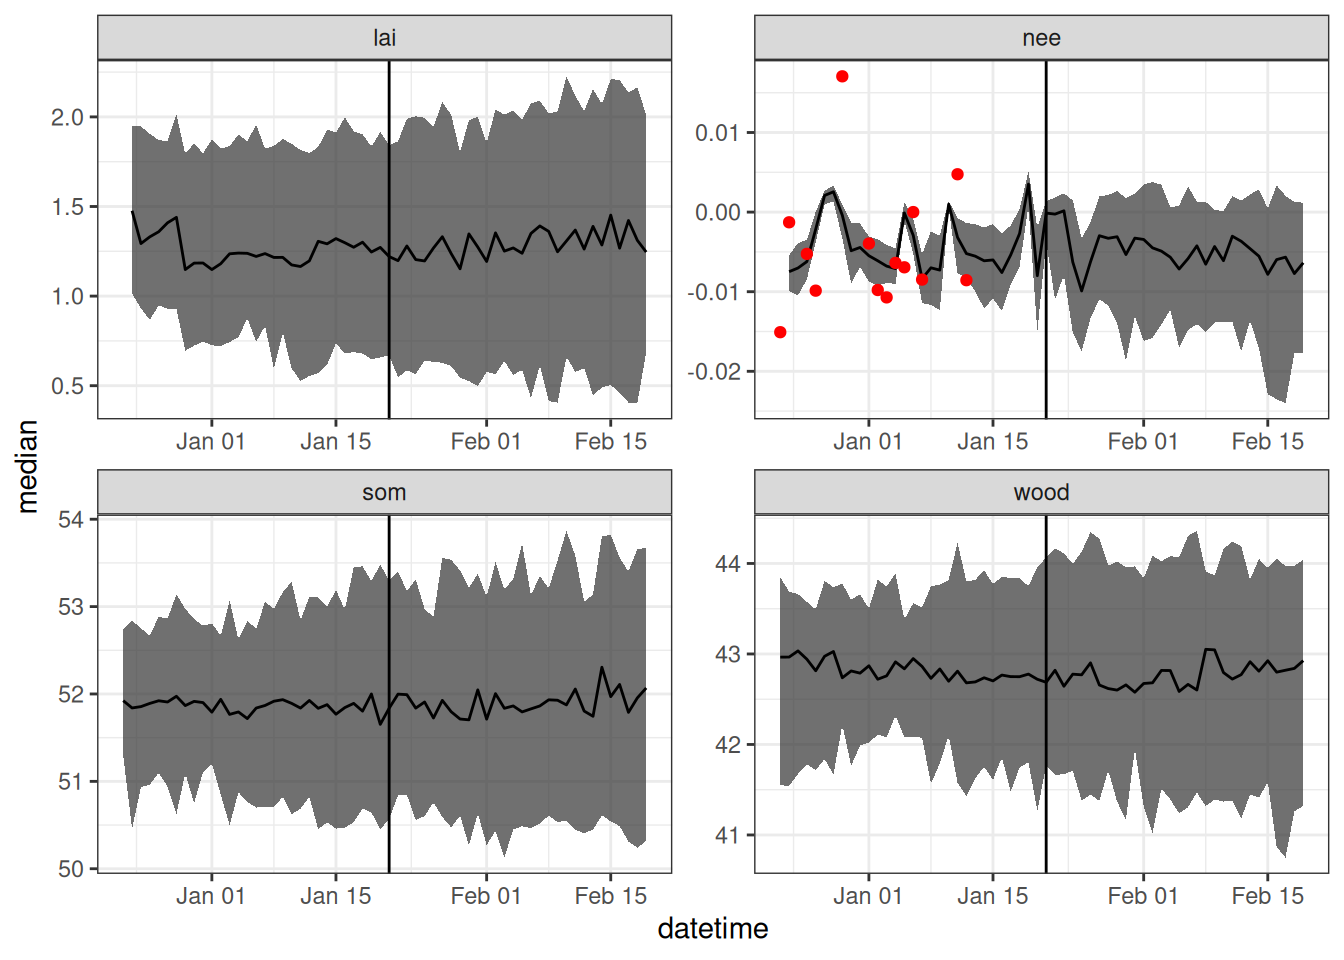 lai
nee
2.0
1.5
1.0
0.5
0.01
0.00
-0.01
-0.02
Jan 01 Jan 15 Feb 01 Feb 15
Jan 01 Jan 15 Feb 01 Feb 15
som
wood
54
53
52
51
50
44
43
42
41
Jan 01 Jan 15 Feb 01 Feb 15
Jan 01 Jan 15 Feb 01 Feb 15
median
datetime